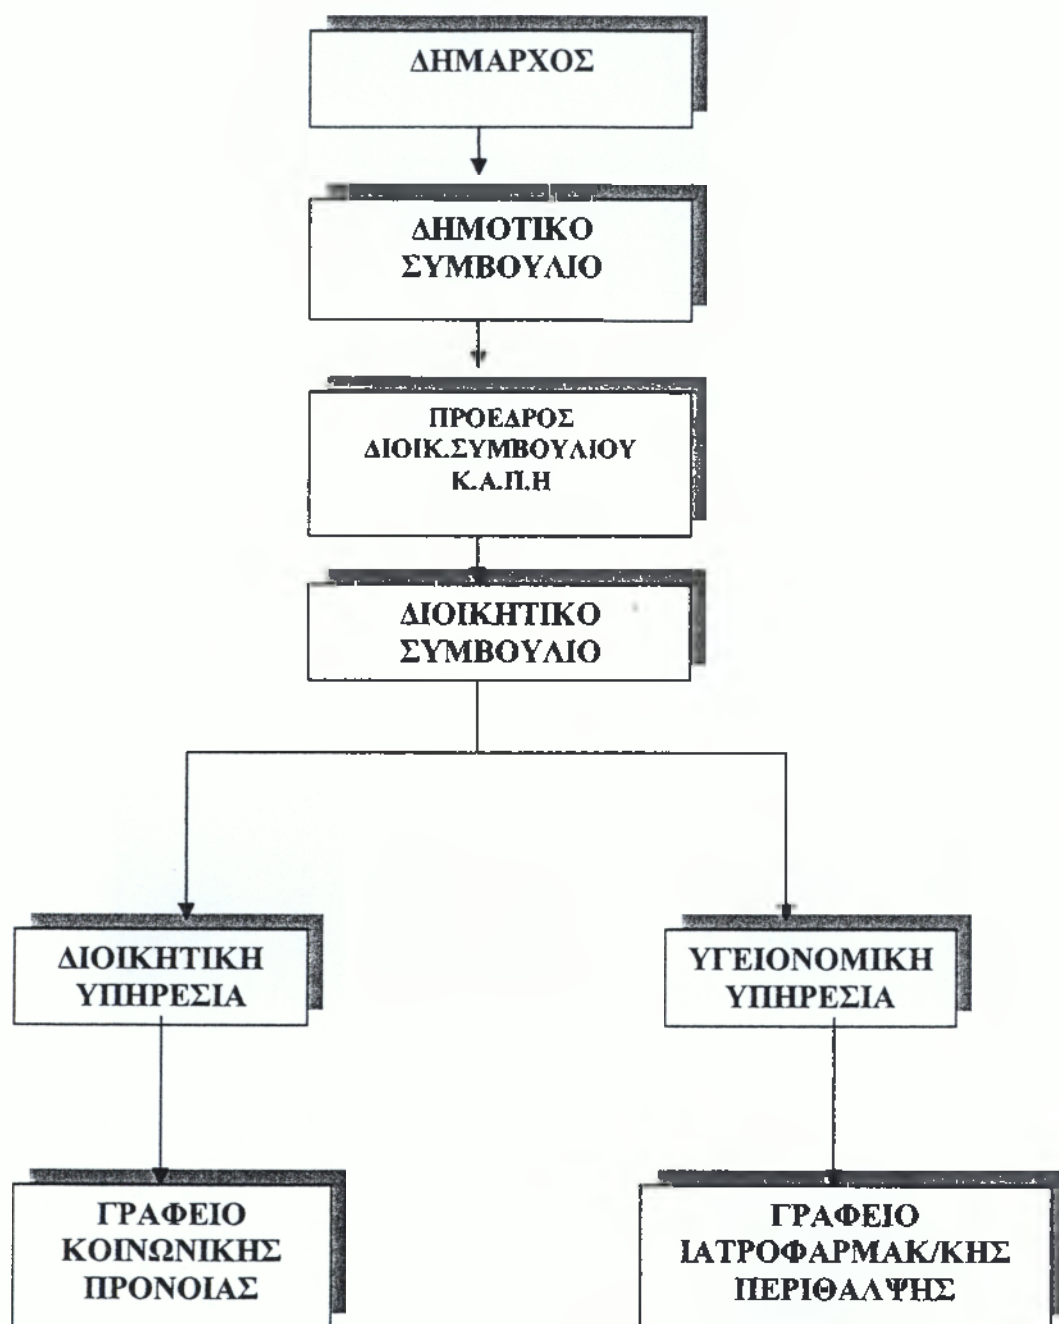 ΔΗΜΑΡΧΟΣ
ΔΗΜΟΤΙΚΟ
ΣΥΜΒΟΥΛΙΟ
ΠΡΟΕΔΡΟΣ
ΔΙΟΙΚ.ΣΥΜΒΟΥΛΙΟΥ
Κ.Α.Π.Η
ΔΙΟΙΚΗΤΙΚΟ
ΣΥΜΒΟΥΛΙΟ
ΔΙΟΙΚΗΤΙΚΗ
ΥΠΗΡΕΣΙΑ
ΥΓΕΙΟΝΟΜΙΚΗ
ΥΠΗΡΕΣΙΑ
ΓΡΑΦΕΙΟ
ΚΟΙΝΩΝΙΚΗΣ
ΠΡΟΝΟΙΑΣ
ΓΡΑΦΕΙΟ
ΙΑΤΡΟΦΑΡΜΑΚ/ΚΗΣ
ΠΕΡΙΘΑΛΨΗΣ